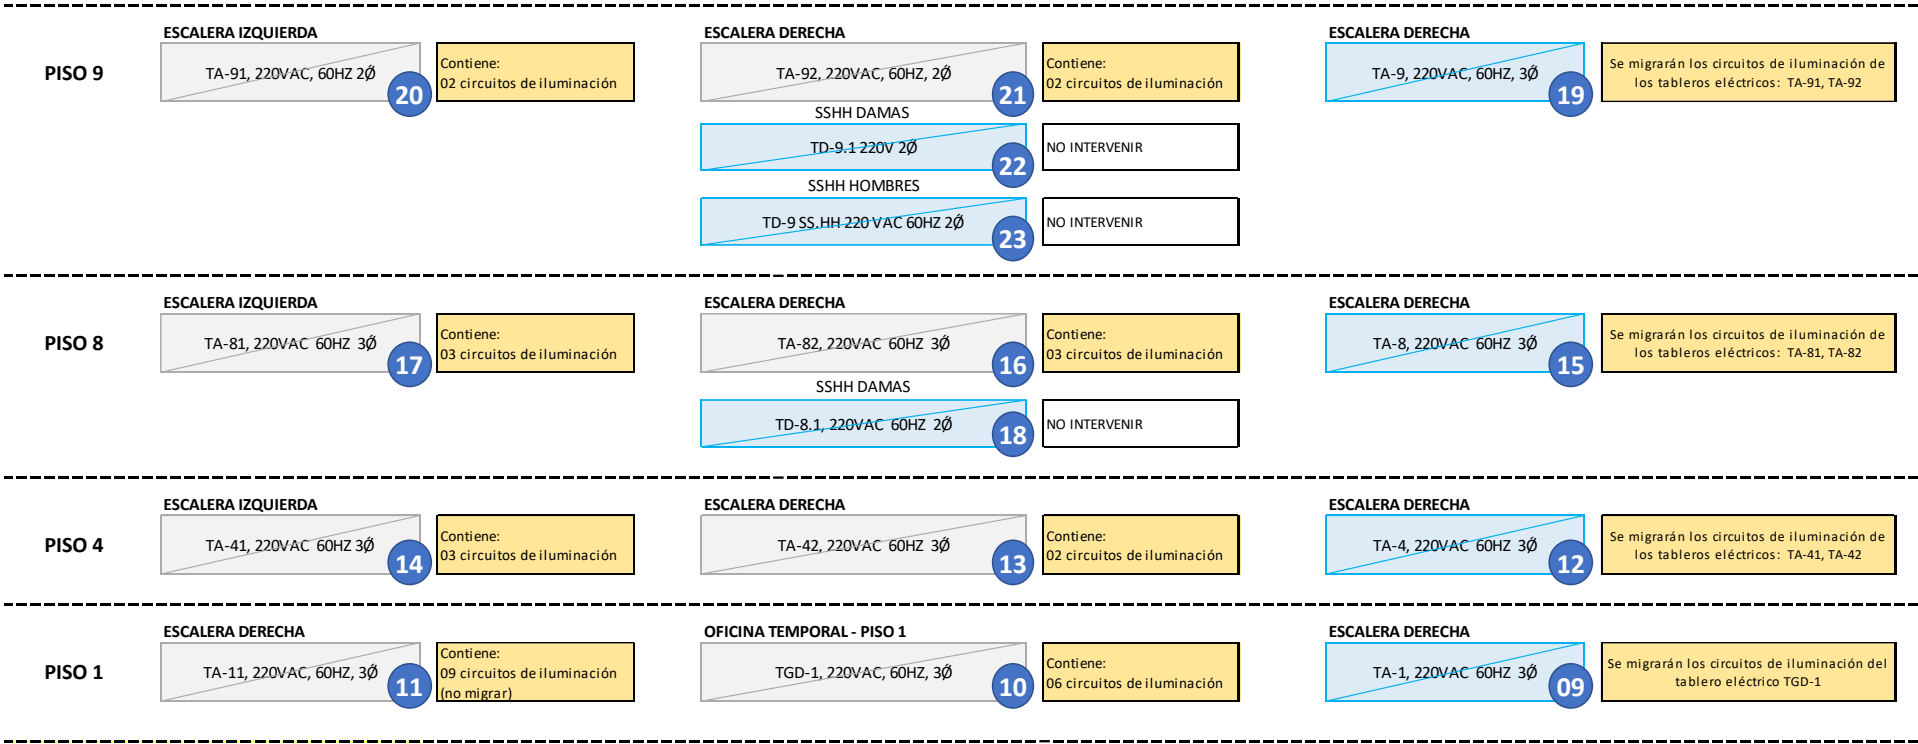 PISO 9
ESCALERA IZQUIERDA
TA-91, 220VAC, 60HZ 2Ø
20
Contiene:
02 circuitos de iluminación
ESCALERA DERECHA
TA-92, 220VAC, 60HZ, 2Ø
21
Contiene:
02 circuitos de iluminación
SSHH DAMAS
TD-9.1 220V 2Ø
22
NO INTERVENIR
SSHH HOMBRES
TD-9 SS.HH 220 VAC 60HZ 2Ø
23
NO INTERVENIR
ESCALERA DERECHA
TA-9, 220VAC, 60HZ, 3Ø
19
Se migrarán los circuitos de iluminación de
los tableros eléctricos: TA-91, TA-92
PISO 8
ESCALERA IZQUIERDA
TA-81, 220VAC 60HZ 3Ø
17
Contiene:
03 circuitos de iluminación
ESCALERA DERECHA
TA-82, 220VAC 60HZ 3Ø
16
Contiene:
03 circuitos de iluminación
SSHH DAMAS
TD-8.1, 220VAC 60HZ 2Ø
18
NO INTERVENIR
ESCALERA DERECHA
TA-8, 220VAC 60HZ 3Ø
15
Se migrarán los circuitos de iluminación de
los tableros eléctricos: TA-81, TA-82
PISO 4
ESCALERA IZQUIERDA
TA-41, 220VAC 60HZ 3Ø
14
Contiene:
03 circuitos de iluminación
ESCALERA DERECHA
TA-42, 220VAC 60HZ 3Ø
13
Contiene:
02 circuitos de iluminación
ESCALERA DERECHA
TA-4, 220VAC 60HZ 3Ø
12
Se migrarán los circuitos de iluminación de
los tableros eléctricos: TA-41, TA-42
PISO 1
ESCALERA DERECHA
TA-11, 220VAC, 60HZ, 3Ø
11
Contiene:
09 circuitos de iluminación
(no migrar)
OFICINA TEMPORAL - PISO 1
TGD-1, 220VAC, 60HZ, 3Ø
10
Contiene:
06 circuitos de iluminación
ESCALERA DERECHA
TA-1, 220VAC 60HZ 3Ø
09
Se migrarán los circuitos de iluminación del
tablero eléctrico TGD-1